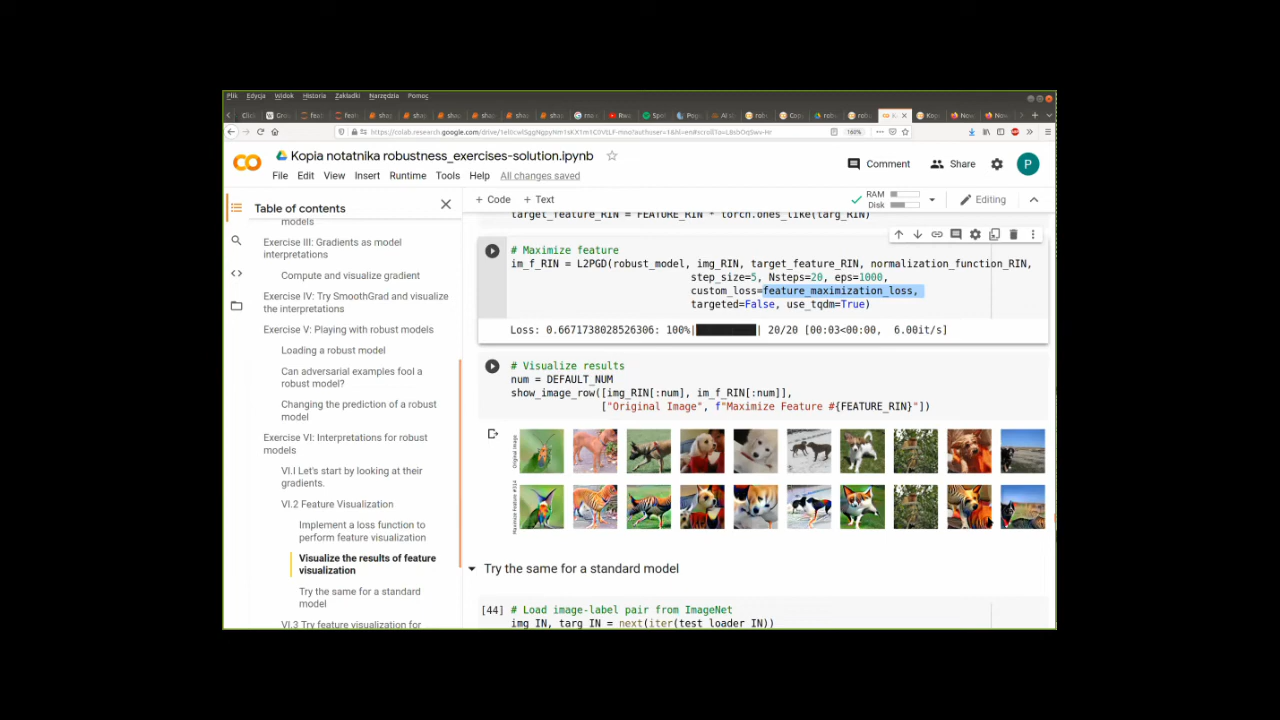 Plik Edycja Widok Historia Zakładki Narzędzia Pomoc
Kopia notatnika robustness_exercises-solution.ipynb
Comment
Share
P
File Edit View Insert Runtime Tools Help All changes saved
Table of contents
+ Code + Text
RAM
Disk
Editing
models
Exercise III: Gradients as model
interpretations
Compute and visualize gradient
Exercise IV: Try SmoothGrad and visualize
the interpretations
Exercise V: Playing with robust models
Loading a robust model
Can adversarial examples fool a
robust model?
Changing the prediction of a robust
model
Exercise VI: Interpretations for robust
models
VI.I Let's start by looking at their
gradients.
VI.2 Feature Visualization
Implement a loss function to
perform feature visualization
Visualize the results of feature
visualization
Try the same for a standard
model
VI.3 Try feature visualization for
target_feature_RIN = FEATURE_RIN * torch.ones_like(targ_RIN)
# Maximize feature
im_f_RIN = L2PGD(robust_model, img_RIN, target_feature_RIN, normalization_function_RIN,
step_size=5, Nsteps=20, eps=1000,
custom_loss=feature_maximization_loss,
targeted=False, use_tqdm=True)
Loss: 0.6671738028526306: 100%| | 20/20 [00:03<00:00, 6.00it/s]
# Visualize results
num = DEFAULT_NUM
show_image_row([img_RIN[:num], im_f_RIN[:num]],
["Original Image", f"Maximize Feature #{FEATURE_RIN}"])
Original Image
Try the same for a standard model
[44] # Load image-label pair from ImageNet
img_IN, targ_IN = next(iter(test_loader_IN))